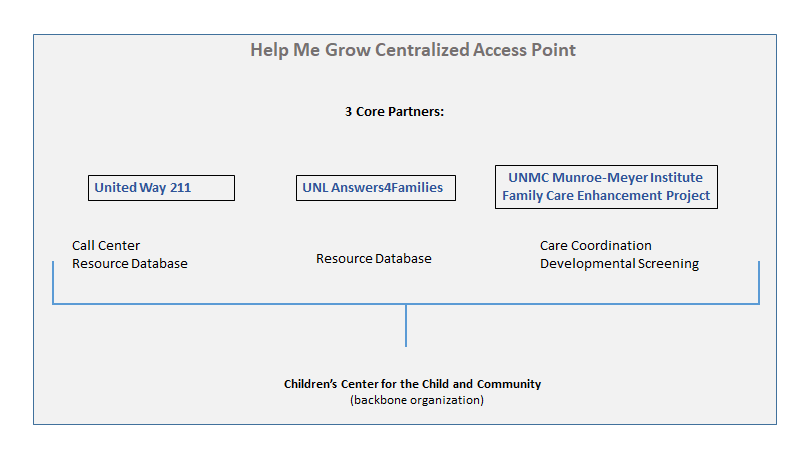 Help Me Grow Centralized Access Point
3 Core Partners:
United Way 211
UNL Answers4Families
UNMC Munroe-Meyer Institute
Family Care Enhancement Project
Call Center
Resource Database
Resource Database
Care Coordination
Developmental Screening
Children's Center for the Child and Community
(backbone organization)